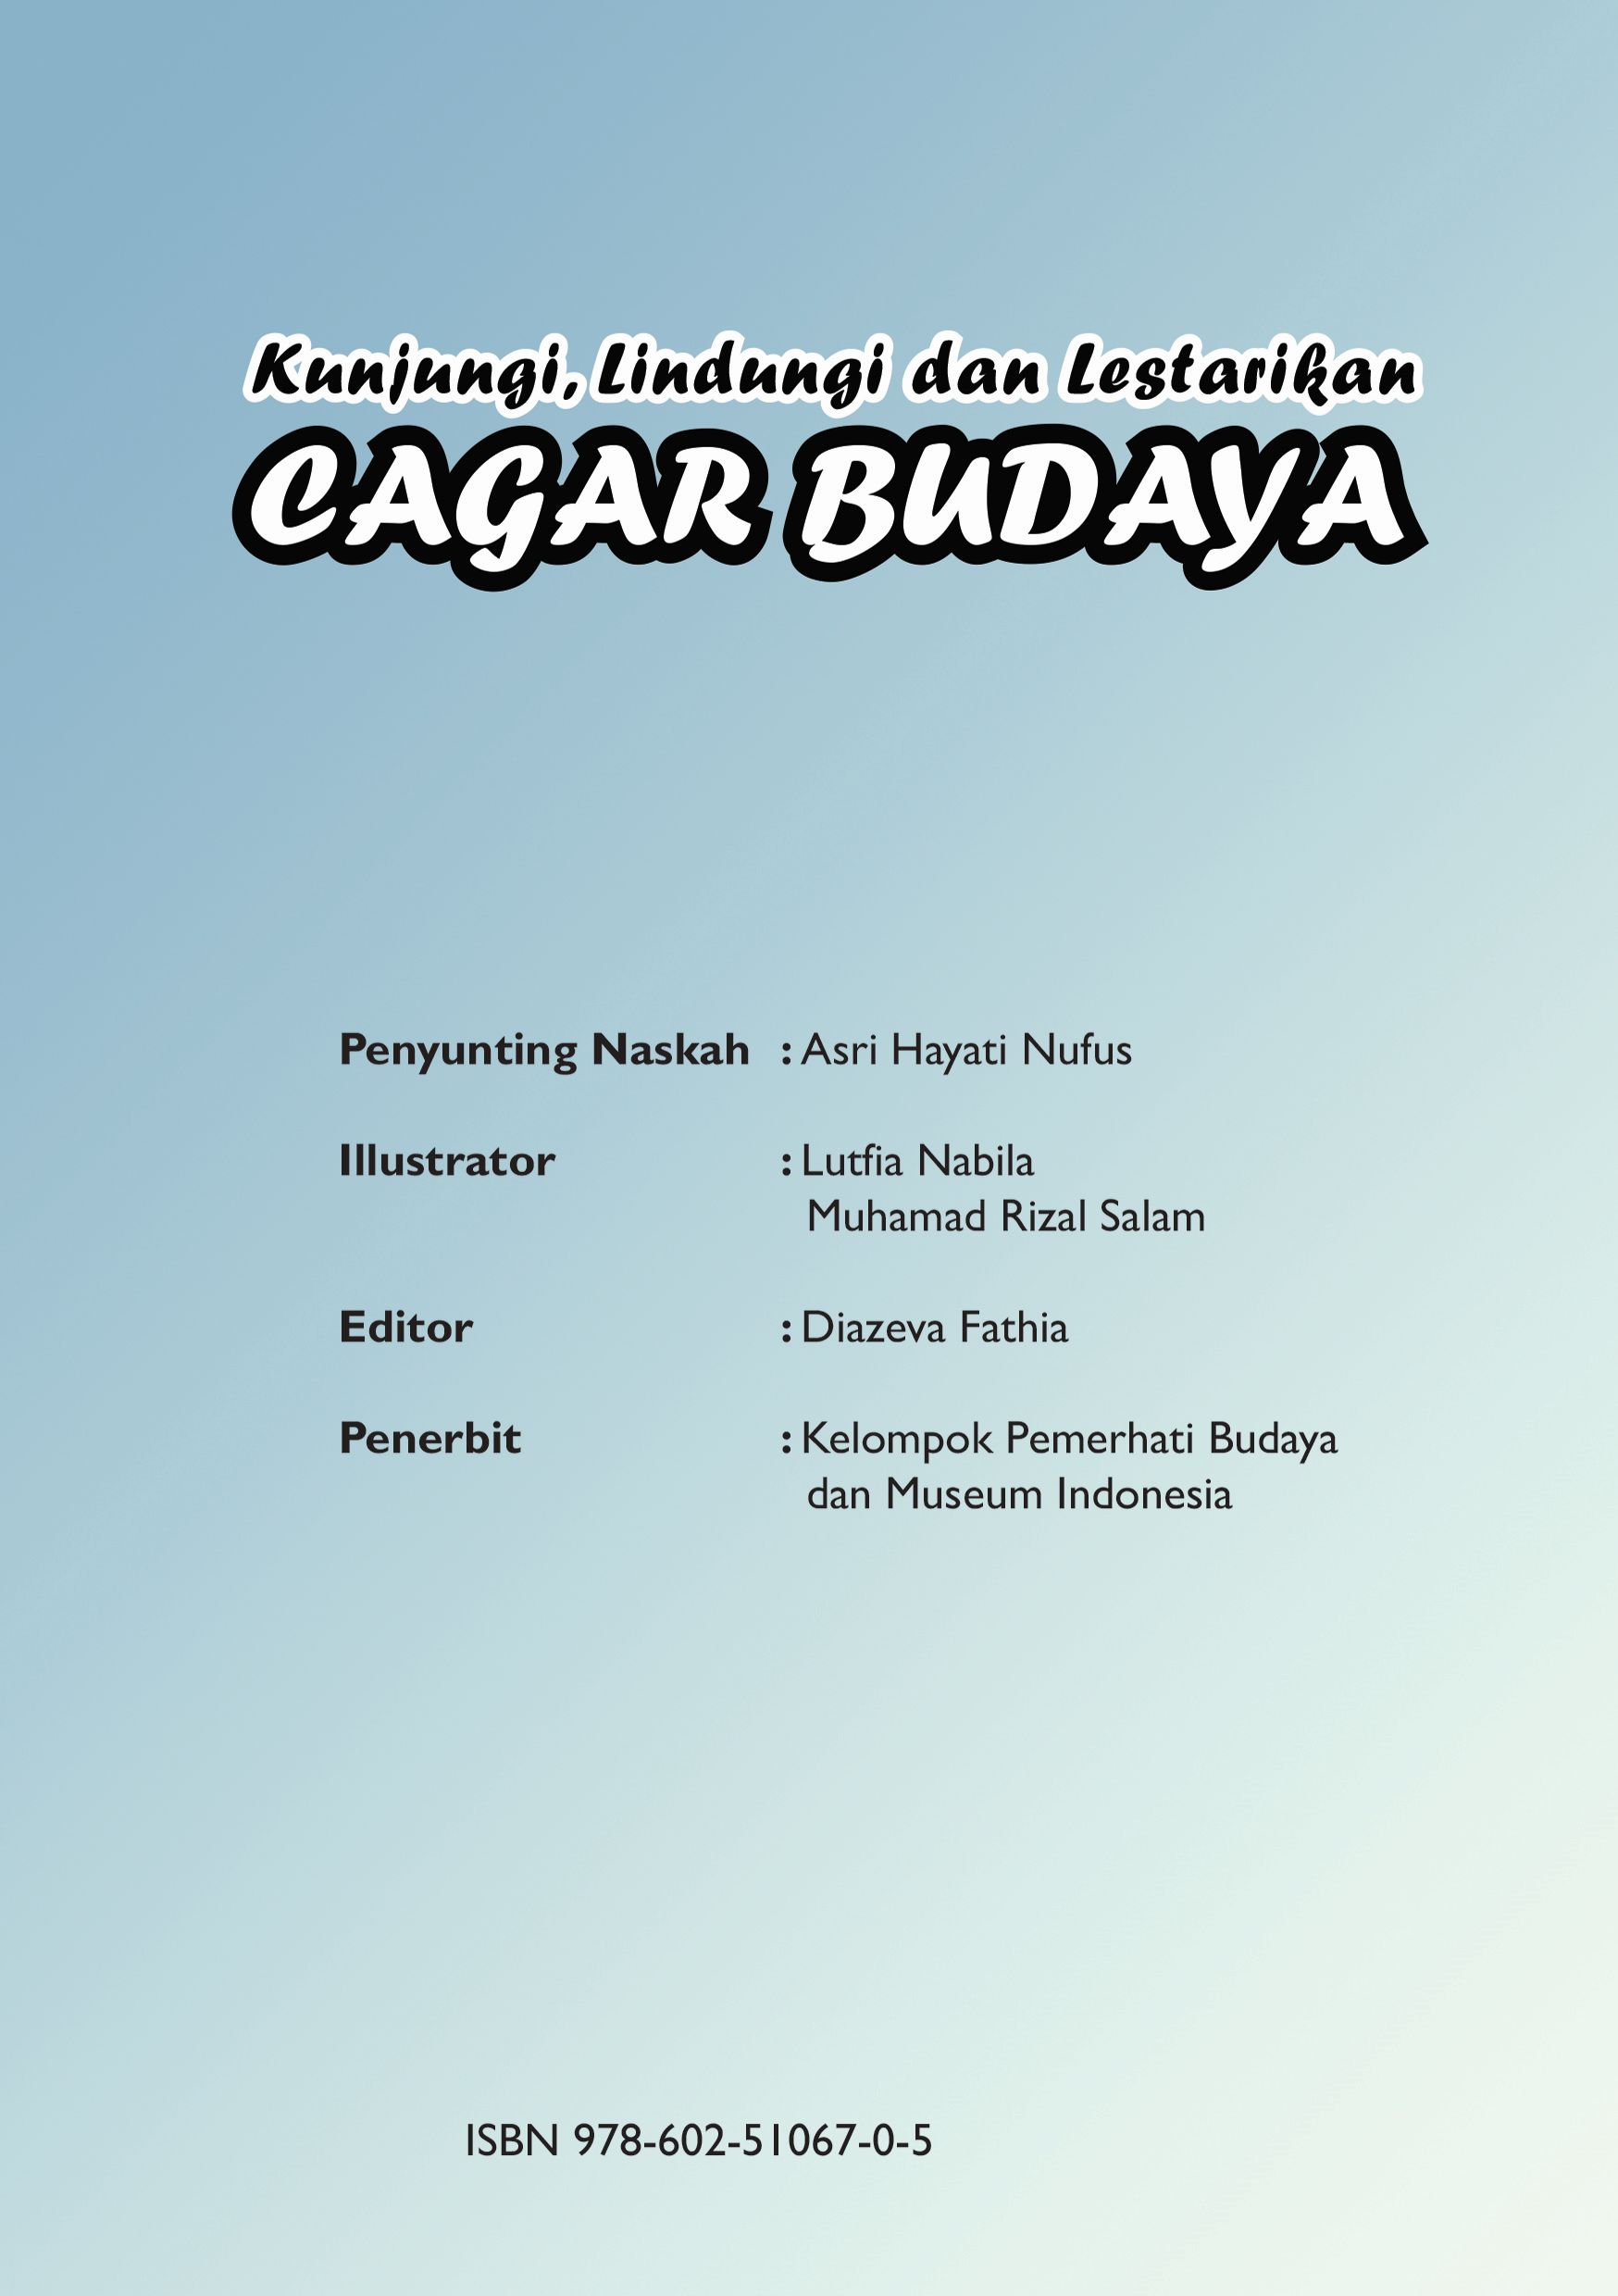 Kunjungi, Lindungi dan Lestarikan
CAGAR BUDAYA
Penyunting Naskah : Asri Hayati Nufus
Illustrator : Lutfia Nabila
Muhamad Rizal Salam
Editor : Diazeva Fathia
Penerbit : Kelompok Pemerhati Budaya
dan Museum Indonesia
ISBN 978-602-51067-0-5